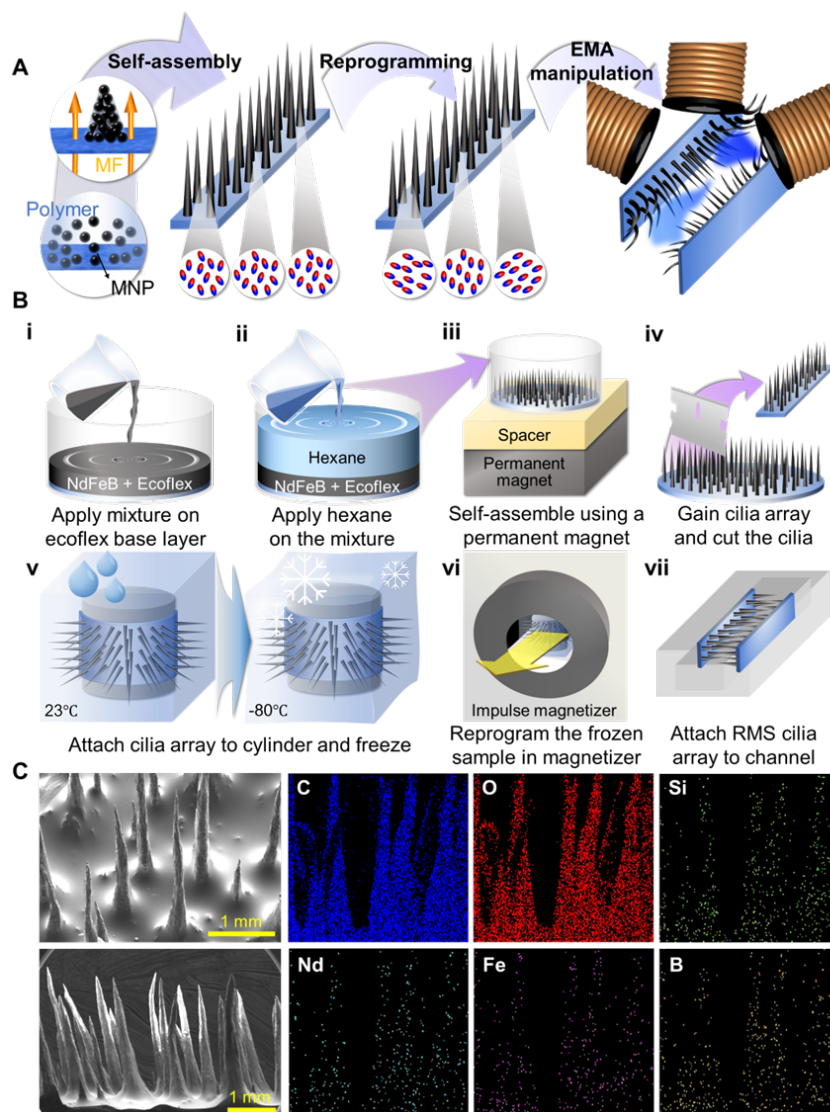 A
Self-assembly
Reprogramming
EMA
manipulation
MF
Polymer
MNP
B
i
ii
iii
iv
Hexane
NdFeB + Ecoflex
NdFeB + Ecoflex
Spacer
Permanent
magnet
Apply mixture on
ecoflex base layer
Apply hexane
on the mixture
Self-assemble using a
permanent magnet
Gain cilia array
and cut the cilia
v
vi
vii
23℃
-80℃
Impulse magnetizer
Attach cilia array to cylinder and freeze
Reprogram the frozen
sample in magnetizer
Attach RMS cilia
array to channel
C
1 mm
C
O
Si
1 mm
Nd
Fe
B